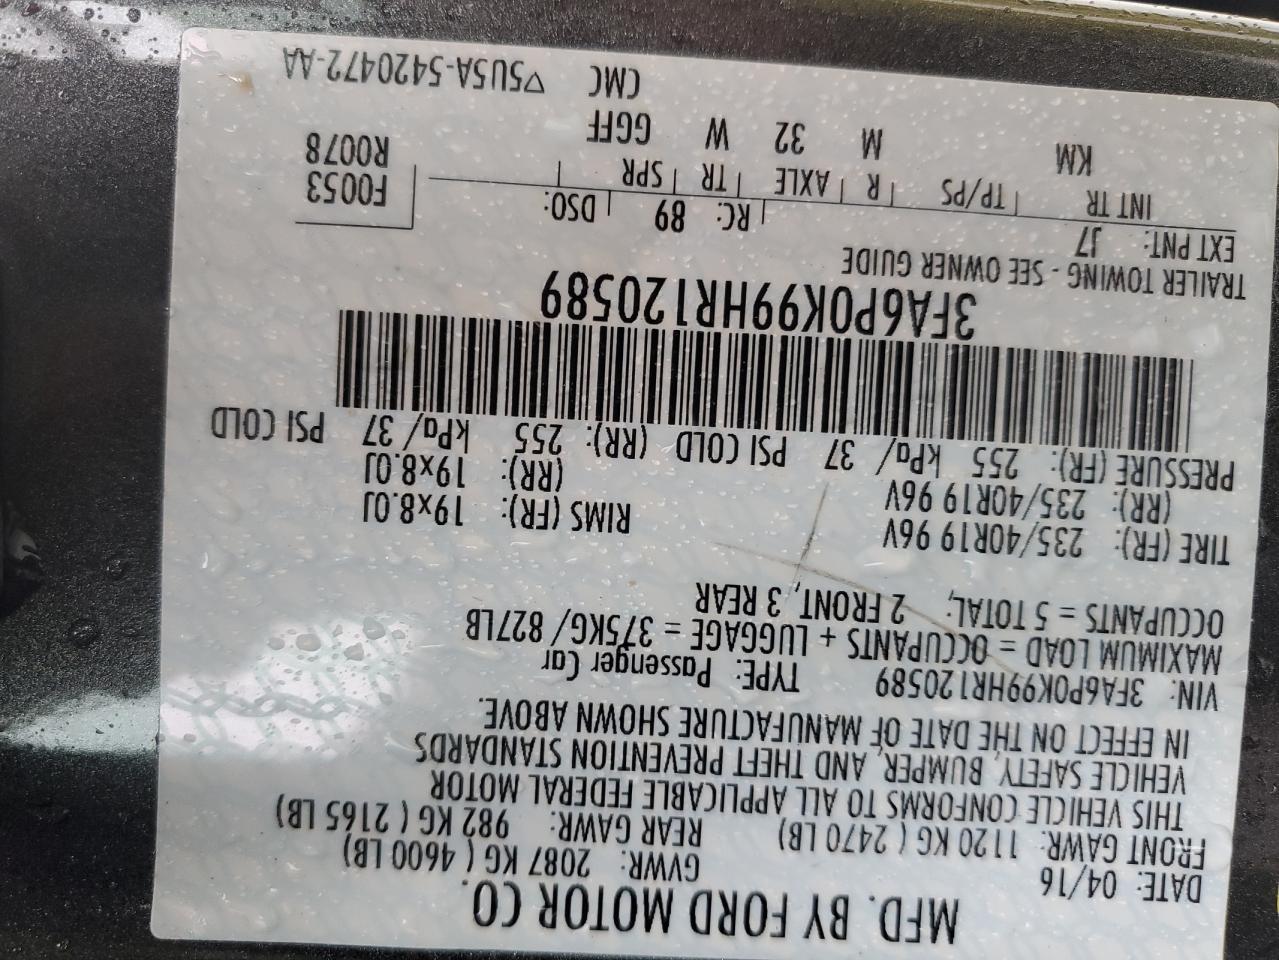 MFD. BY FORD MOTOR CO.
DATE: 04/16 GVWR: 2087 KG ( 4600 LB)
FRONT GAWR: 1120 KG ( 2470 LB) REAR GAWR: 982 KG ( 2165 LB)
THIS VEHICLE CONFORMS TO ALL APPLICABLE FEDERAL MOTOR
VEHICLE SAFETY, BUMPER, AND THEFT PREVENTION STANDARDS
IN EFFECT ON THE DATE OF MANUFACTURE SHOWN ABOVE.
VIN: 3FA6P0K99HR120589 TYPE: Passenger Car
MAXIMUM LOAD = OCCUPANTS + LUGGAGE = 375KG/ 827LB
OCCUPANTS = 5 TOTAL, 2 FRONT, 3 REAR
TIRE (FR): 235/40R19 96V RIMS (FR): 19x8.0J
(RR): 235/40R19 96V (RR): 19x8.0J
PRESSURE (FR): 255 kPa/ 37 PSI COLD (RR): 255 kPa/ 37 PSI COLD
3FA6P0K99HR120589
TRAILER TOWING - SEE OWNER GUIDE
EXT PNT: J7 RC: 89 DSO: F0053
R0078
INT TR TP/PS R AXLE TR SPR
KM M 32 W GGFF
CMC ▽5U5A-5420472-AA